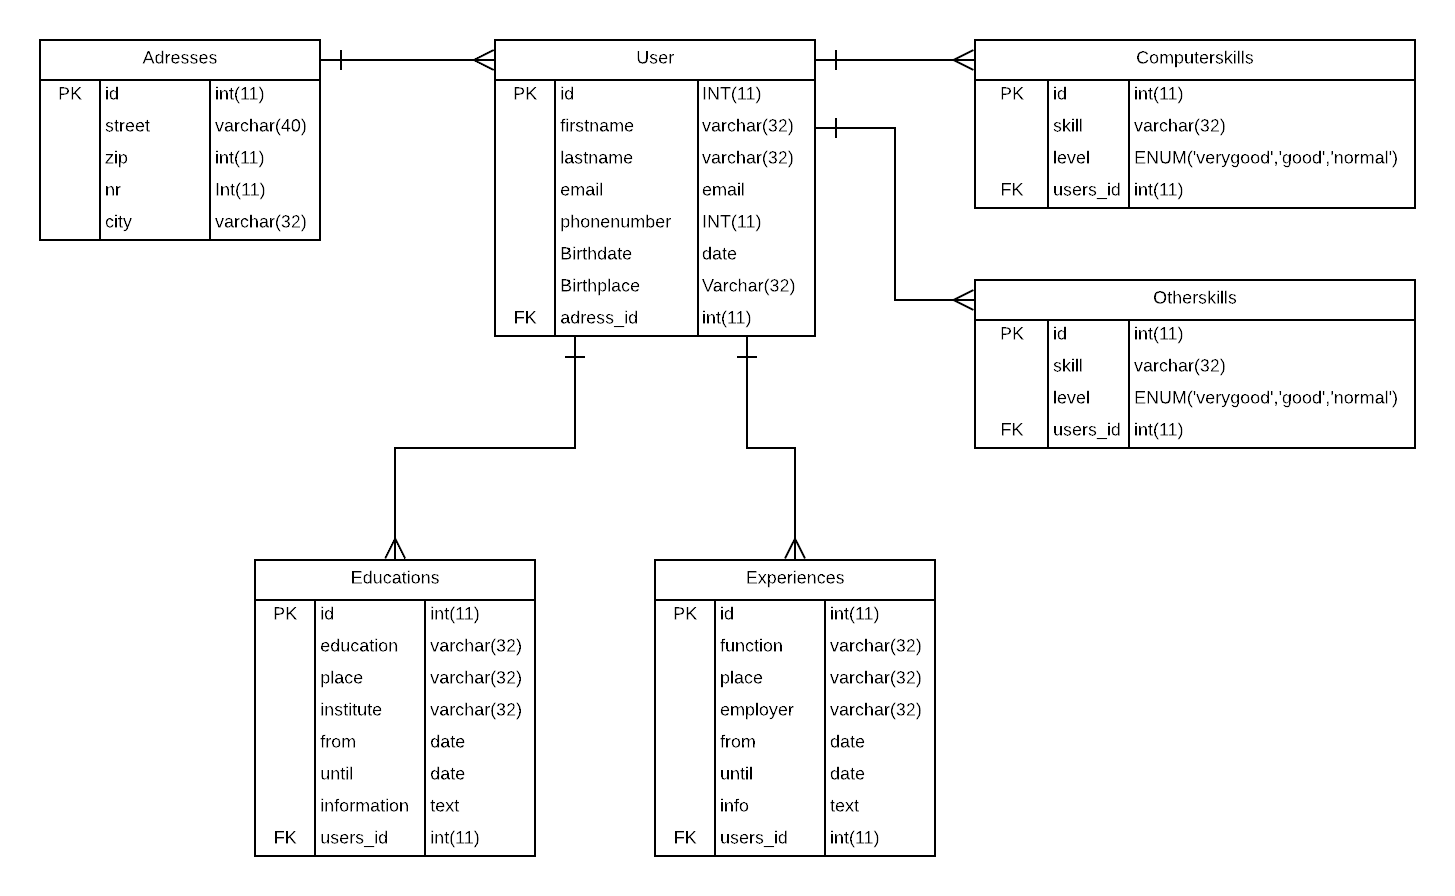 Adresses
PK id int(11)
street varchar(40)
zip int(11)
nr Int(11)
city varchar(32)
User
PK id INT(11)
firstname varchar(32)
lastname varchar(32)
email email
phonenumber INT(11)
Birthdate date
Birthplace Varchar(32)
FK adress_id int(11)
Computerskills
PK id int(11)
skill varchar(32)
level ENUM('verygood','good','normal')
FK users_id int(11)
Otherskills
PK id int(11)
skill varchar(32)
level ENUM('verygood','good','normal')
FK users_id int(11)
Educations
PK id int(11)
education varchar(32)
place varchar(32)
institute varchar(32)
from date
until date
information text
FK users_id int(11)
Experiences
PK id int(11)
function varchar(32)
place varchar(32)
employer varchar(32)
from date
until date
info text
FK users_id int(11)